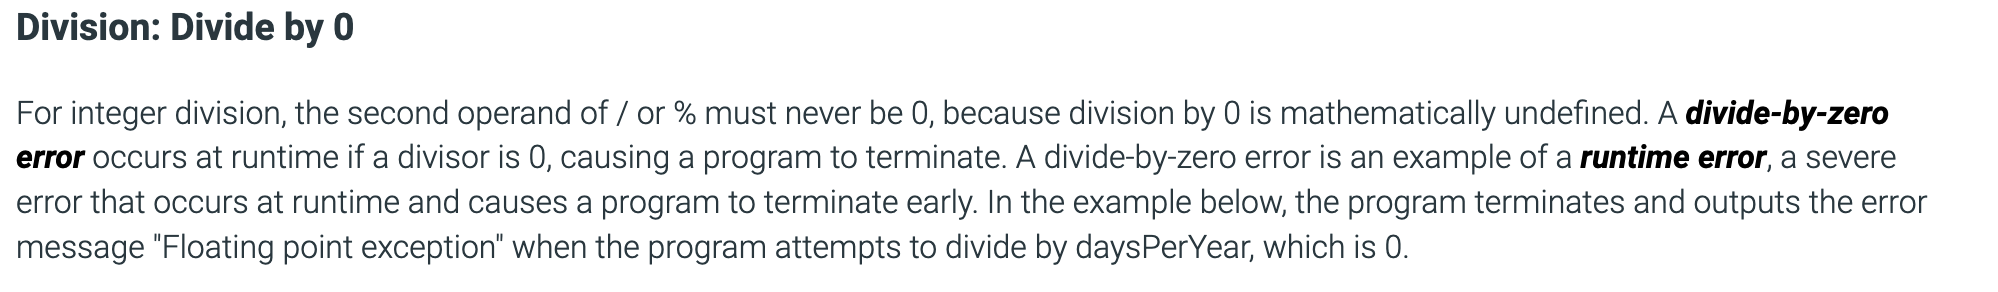 Division: Divide by 0
For integer division, the second operand of / or % must never be 0, because division by 0 is mathematically undefined. A divide-by-zero
error occurs at runtime if a divisor is 0, causing a program to terminate. A divide-by-zero error is an example of a runtime error, a severe
error that occurs at runtime and causes a program to terminate early. In the example below, the program terminates and outputs the error
message "Floating point exception" when the program attempts to divide by daysPerYear, which is 0.